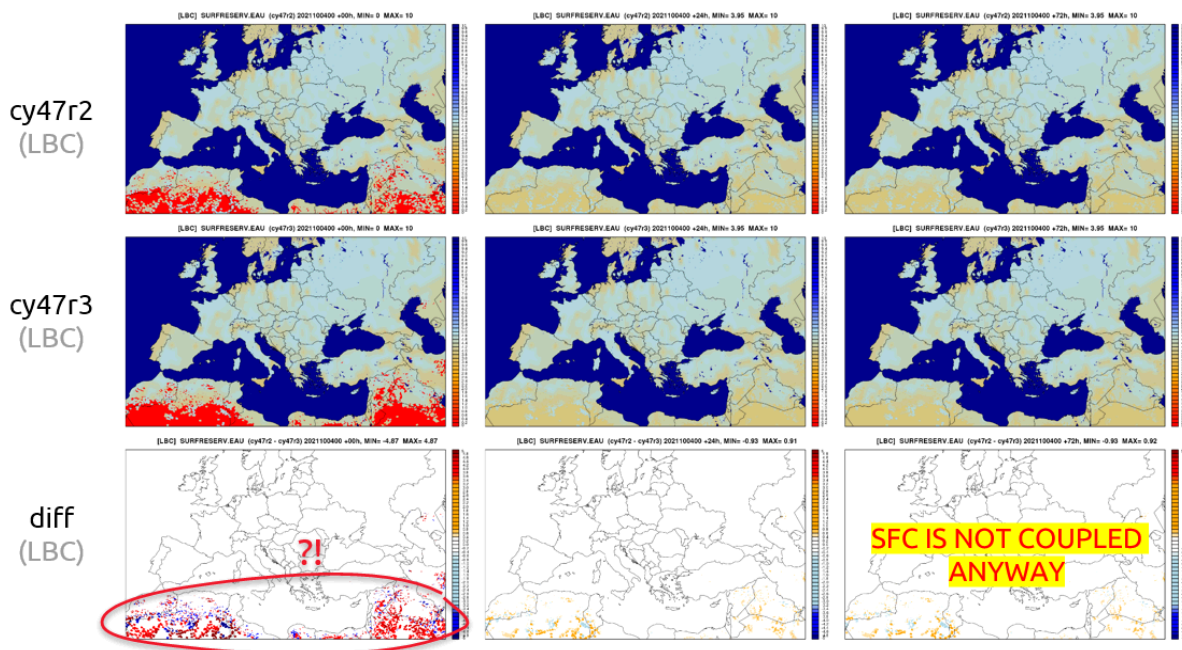 [LBC] SURFRESERV.EAU (cy47r2) 2021100400 +00h, MIN= 0 MAX= 10
[LBC] SURFRESERV.EAU (cy47r2) 2021100400 +24h, MIN= 3.95 MAX= 10
[LBC] SURFRESERV.EAU (cy47r2) 2021100400 +72h, MIN= 3.95 MAX= 10
cy47r2
(LBC)
[LBC] SURFRESERV.EAU (cy47r3) 2021100400 +00h, MIN= 0 MAX= 10
[LBC] SURFRESERV.EAU (cy47r3) 2021100400 +24h, MIN= 3.95 MAX= 10
[LBC] SURFRESERV.EAU (cy47r3) 2021100400 +72h, MIN= 3.95 MAX= 10
cy47r3
(LBC)
[LBC] SURFRESERV.EAU (cy47r2 - cy47r3) 2021100400 +00h, MIN= -4.87 MAX= 4.87
[LBC] SURFRESERV.EAU (cy47r2 - cy47r3) 2021100400 +24h, MIN= -0.93 MAX= 0.91
[LBC] SURFRESERV.EAU (cy47r2 - cy47r3) 2021100400 +72h, MIN= -0.93 MAX= 0.92
diff
(LBC)
?!
SFC IS NOT COUPLED
ANYWAY